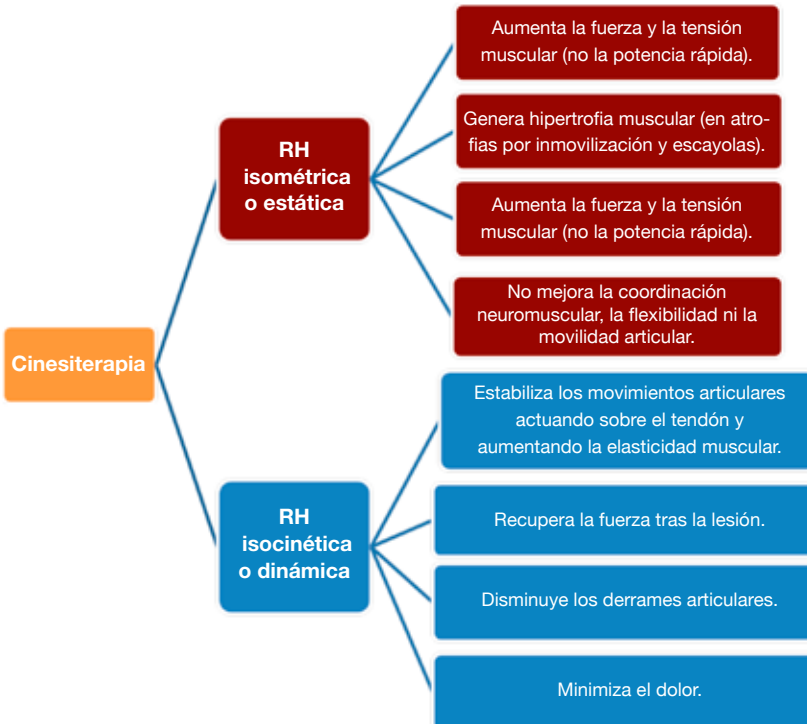 Cinesiterapia
RH
isométrica
o estática
Aumenta la fuerza y la tensión
muscular (no la potencia rápida).
Genera hipertrofia muscular (en atro-
fias por inmovilización y escayolas).
Aumenta la fuerza y la tensión
muscular (no la potencia rápida).
No mejora la coordinación
neuromuscular, la flexibilidad ni la
movilidad articular.
RH
isocinética
o dinámica
Estabiliza los movimientos articulares
actuando sobre el tendón y
aumentando la elasticidad muscular.
Recupera la fuerza tras la lesión.
Disminuye los derrames articulares.
Minimiza el dolor.